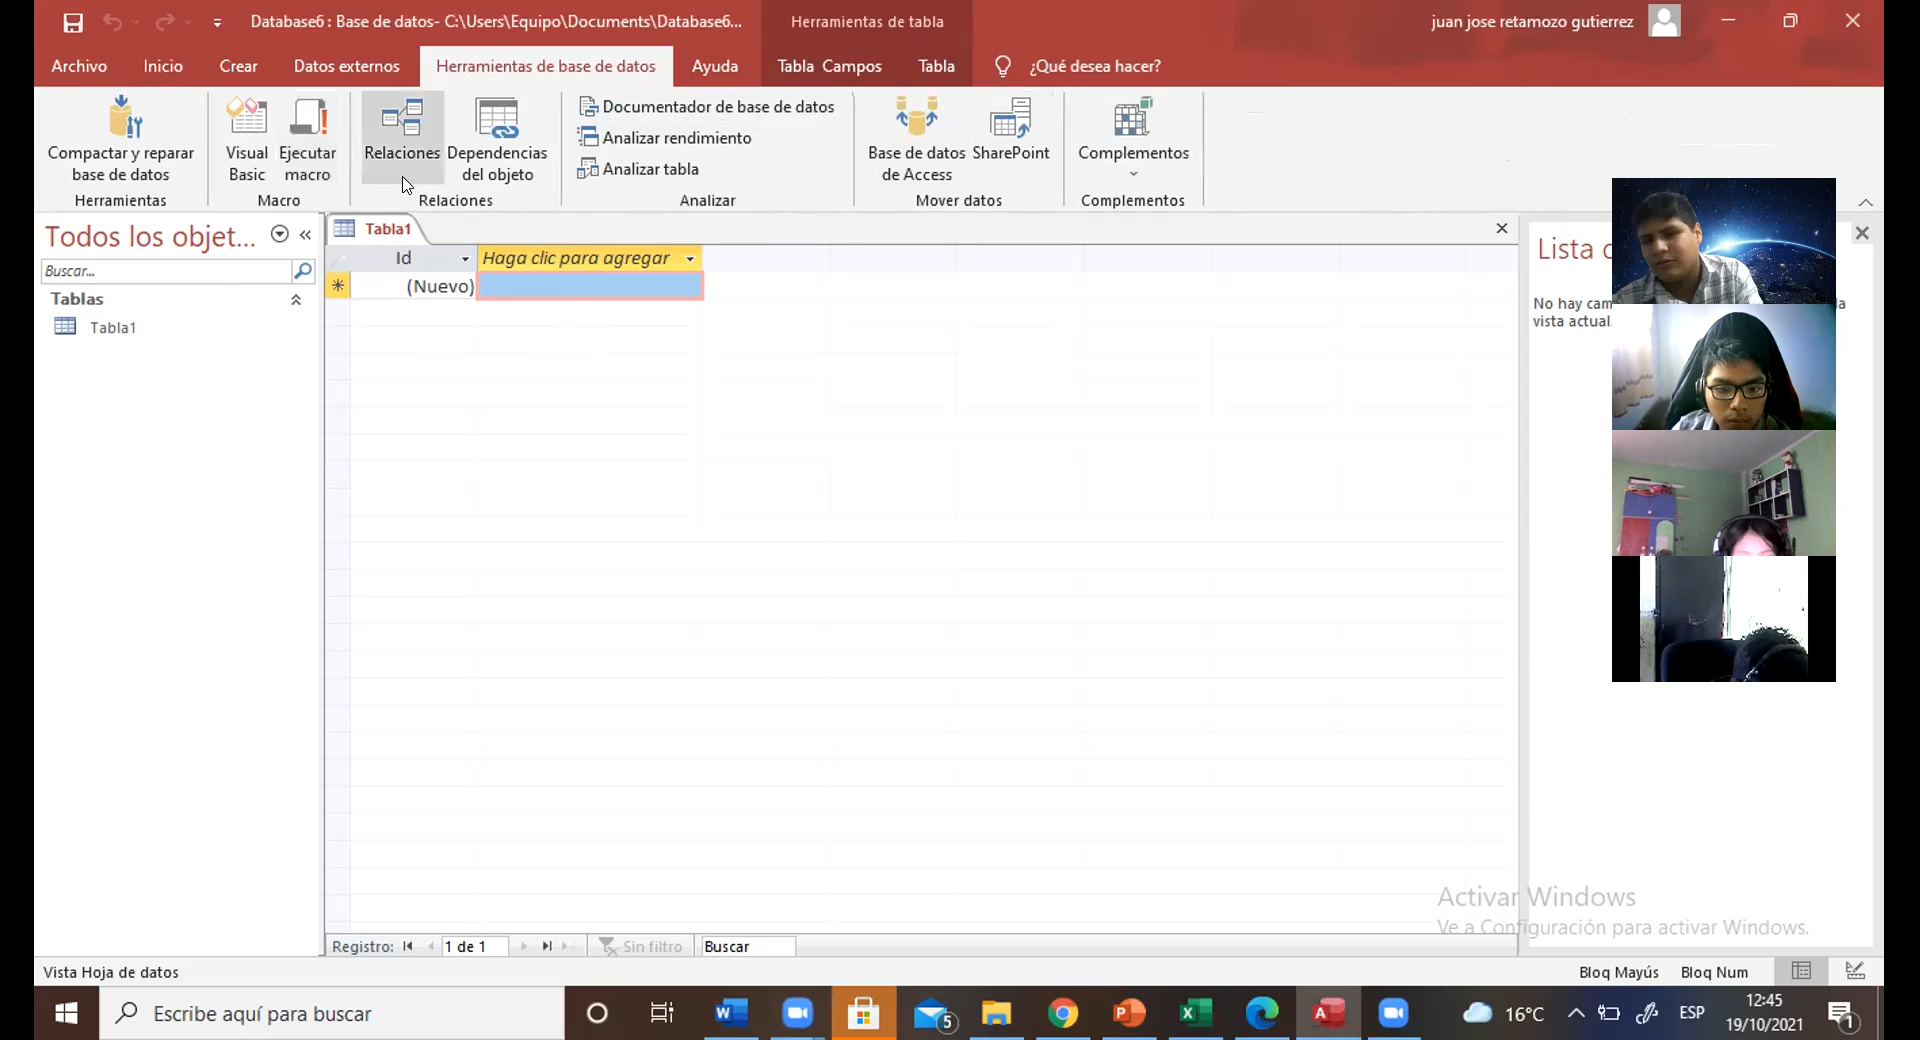 Database6 : Base de datos- C:\Users\Equipo\Documents\Database6...
Herramientas de tabla
juan jose retamozo gutierrez
Archivo Inicio Crear Datos externos Herramientas de base de datos Ayuda Tabla Campos Tabla ¿Qué desea hacer?
Compactar y reparar
base de datos
Herramientas
Visual
Basic
Ejecutar
macro
Macro
Relaciones
Dependencias
del objeto
Relaciones
Documentador de base de datos
Analizar rendimiento
Analizar tabla
Analizar
Base de datos
de Access
SharePoint
Mover datos
Complementos
Complementos
Todos los objet...
Buscar...
Tablas
Tabla1
Tabla1
Id Haga clic para agregar
(Nuevo)
Lista
No hay
vista actual.
Activar Windows
Ve a Configuración para activar Windows.
Registro: 1 de 1 Sin filtro Buscar
Vista Hoja de datos
Bloq Mayús Bloq Num
Escribe aquí para buscar
5
16°C
ESP
12:45
19/10/2021
1